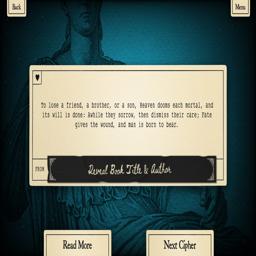 Back
Menu
To lose a friend, a brother, or a son, Heaven dooms each mortal, and
its will is done: Awhile they sorrow, then dismiss their care; Fate
gives the wound, and man is born to bear.
FROM
Reveal Book Title & Author
Read More
Next Cipher